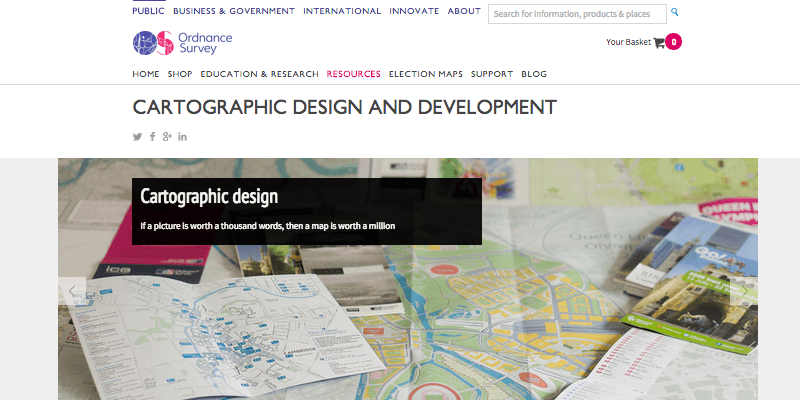 PUBLIC BUSINESS & GOVERNMENT INTERNATIONAL INNOVATE ABOUT Search for information, products & places
Ordnance
Survey
Your Basket 0
HOME SHOP EDUCATION & RESEARCH RESOURCES ELECTION MAPS SUPPORT BLOG
CARTOGRAPHIC DESIGN AND DEVELOPMENT
Cartographic design
If a picture is worth a thousand words, then a map is worth a million
CAMBRIDGE